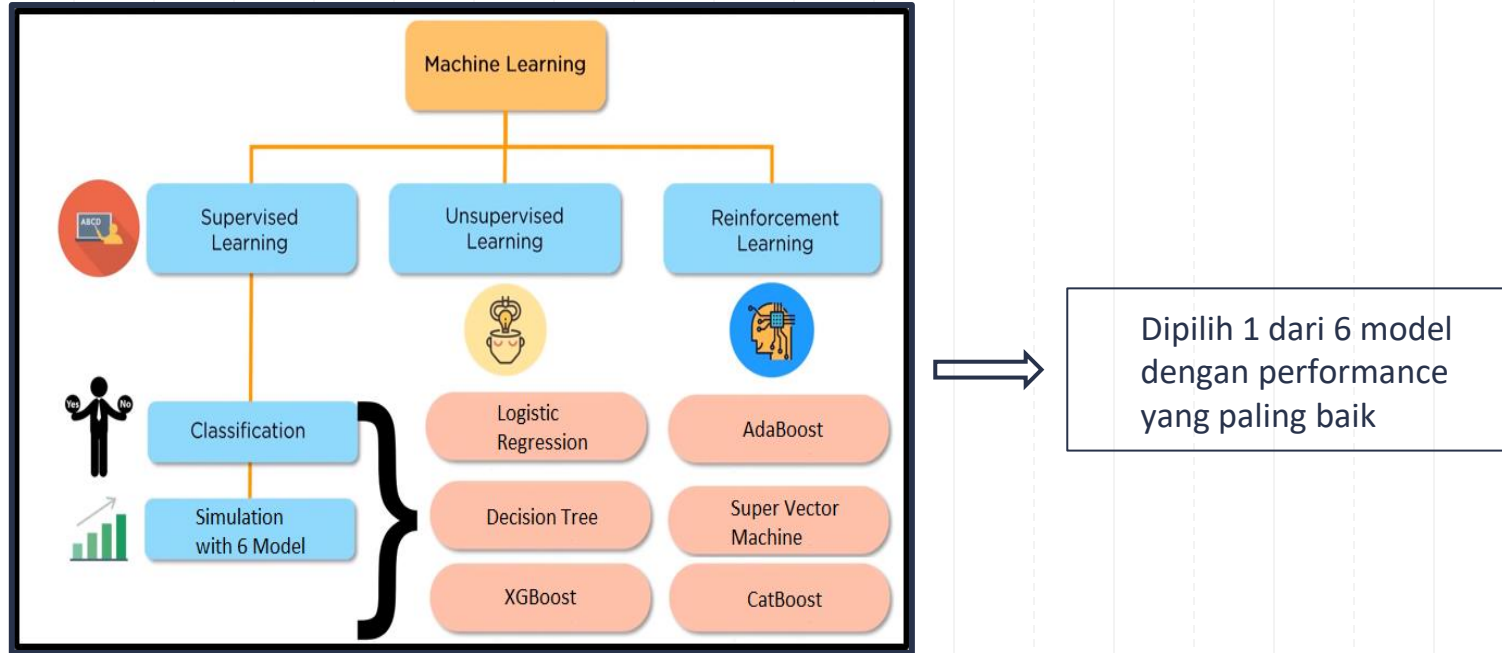 Machine Learning
Supervised
Learning
Unsupervised
Learning
Reinforcement
Learning
ABCD
Yes
No
Classification
Simulation
with 6 Model
Logistic
Regression
AdaBoost
Decision Tree
Super Vector
Machine
XGBoost
CatBoost
Dipilih 1 dari 6 model
dengan performance
yang paling baik